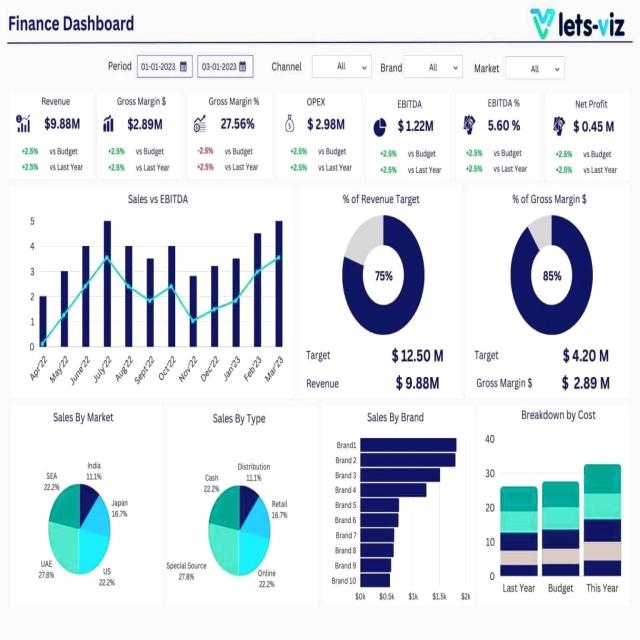 Finance Dashboard
lets-viz
Period 01-01-2023 03-01-2023 Channel All Brand All Market All
Revenue
$9.88M
+2.5% vs Budget
+2.5% vs Last Year
Gross Margin $
$2.89M
+2.5% vs Budget
+2.5% vs Last Year
Gross Margin %
27.56%
-2.5% vs Budget
+2.5% vs Last Year
OPEX
$ 2.98M
+2.5% vs Budget
+2.5% vs Last Year
EBITDA
$ 1.22M
+2.5% vs Budget
+2.5% vs Last Year
EBITDA %
5.60 %
+2.5% vs Budget
+2.5% vs Last Year
Net Profit
$ 0.45 M
+2.5% vs Budget
+2.5% vs Last Year
Sales vs EBITDA
5
4
3
2
1
0
Apr'22 May'22 June'22 July'22 Aug'22 Sept'22 Oct'22 Nov'22 Dec'22 Jan'23 Feb'23 Mar'23
% of Revenue Target
75%
Target $ 12.50 M
Revenue $ 9.88M
% of Gross Margin $
85%
Target $ 4.20 M
Gross Margin $ $ 2.89 M
Sales By Market
India
11.1%
Japan
16.7%
US
22.2%
UAE
27.8%
SEA
22.2%
Sales By Type
Distribution
11.1%
Retail
16.7%
Online
22.2%
Special Source
27.8%
Cash
22.2%
Sales By Brand
Brand1
Brand 2
Brand 3
Brand 4
Brand 5
Brand 6
Brand 7
Brand 8
Brand 9
Brand 10
$0k $0.5k $1k $1.5k $2k
Breakdown by Cost
40
30
20
10
0
Last Year Budget This Year